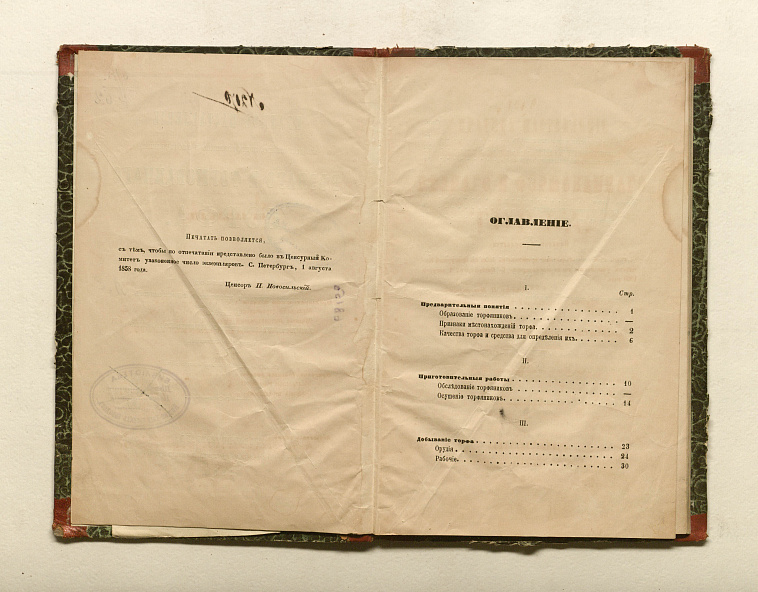 Печатать позволяется,
съ тѣмъ, чтобы по отпечатаніи представлено было въ Ценсурный Ко-
митетъ узаконенное число экземпляровъ. С. Петербургъ, 1 августа
1858 года.
Ценсоръ П. Новосильскій.
ОГЛАВЛЕНІЕ.
I.
Стр.
Предварительныя понятія . . . . . . . . . . . . . . . . 1
Образованіе торфяниковъ. . . . . . . . . . . . . . . . —
Признаки мѣстонахожденій торфа. . . . . . . . . . . . . 2
Качества торфа и средства для опредѣленія ихъ. . . . . . 6
II.
Приготовительныя работы . . . . . . . . . . . . . . . . 10
Обслѣдованіе торфяниковъ . . . . . . . . . . . . . . . —
Осушеніе торфяниковъ. . . . . . . . . . . . . . . . . . 14
III.
Добываніе торфа . . . . . . . . . . . . . . . . . . . . 23
Орудія . . . . . . . . . . . . . . . . . . . . . . . . 24
Рабочіе. . . . . . . . . . . . . . . . . . . . . . . . 30